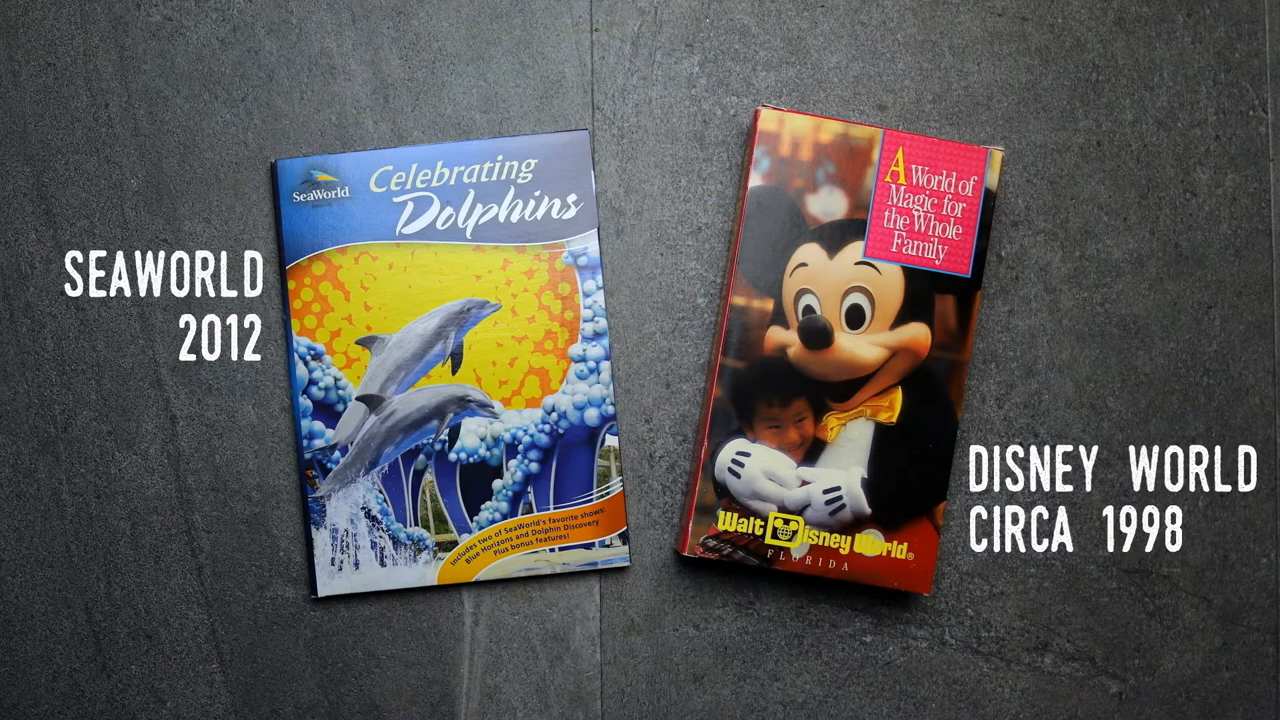 SEAWORLD
2012
SeaWorld
Celebrating
Dolphins
Includes two of SeaWorld's favorite shows:
Blue Horizons and Dolphin Discovery
Plus bonus features!
A World of
Magic for
the Whole
Family
Walt Disney World®
FLORIDA
DISNEY WORLD
CIRCA 1998